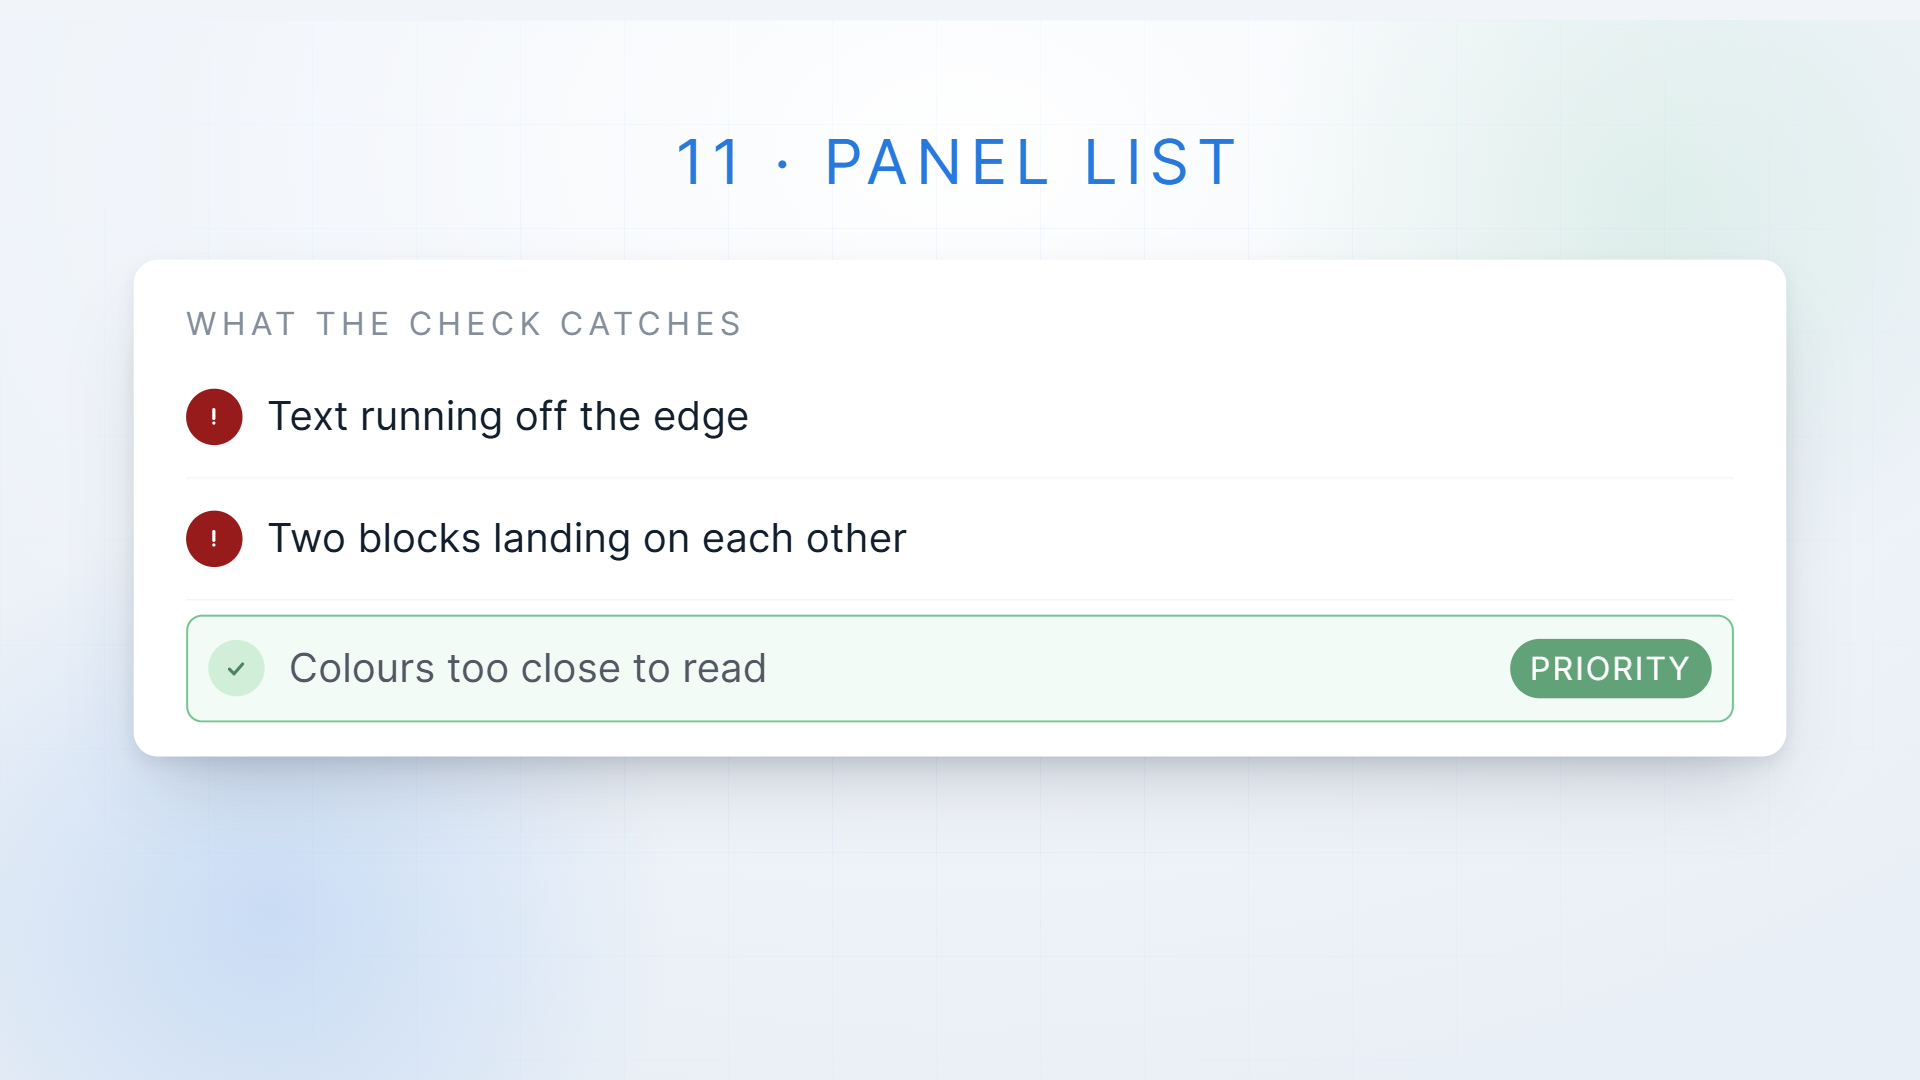 11 · PANEL LIST
WHAT THE CHECK CATCHES
Text running off the edge
Two blocks landing on each other
Colours too close to read
PRIORITY